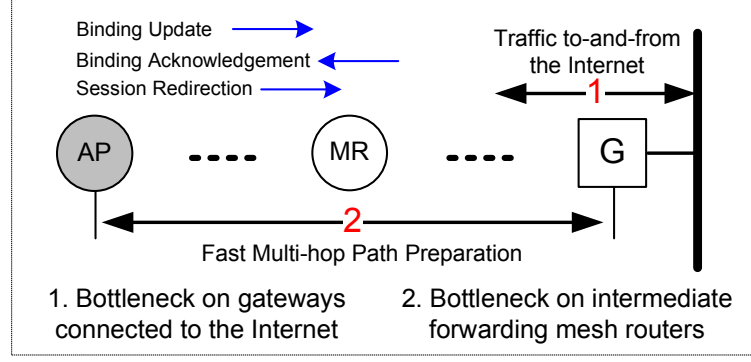 Binding Update
Binding Acknowledgement
Session Redirection
Traffic to-and-from
the Internet
1
AP
MR
G
2
Fast Multi-hop Path Preparation
1. Bottleneck on gateways
connected to the Internet
2. Bottleneck on intermediate
forwarding mesh routers